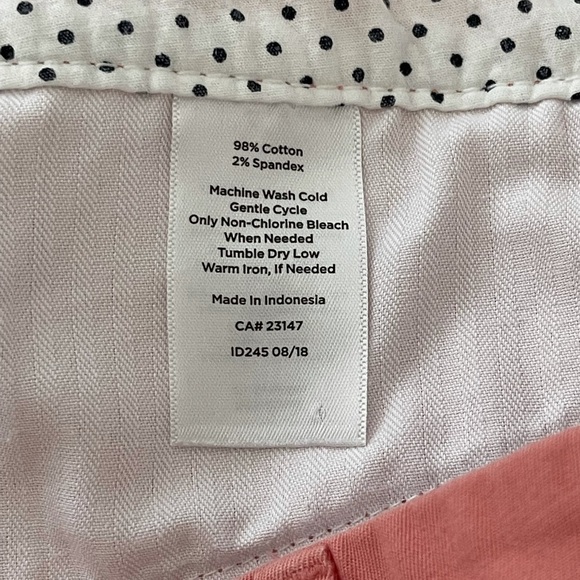 98% Cotton
2% Spandex
Machine Wash Cold
Gentle Cycle
Only Non-Chlorine Bleach
When Needed
Tumble Dry Low
Warm Iron, If Needed
Made In Indonesia
CA# 23147
ID245 08/18